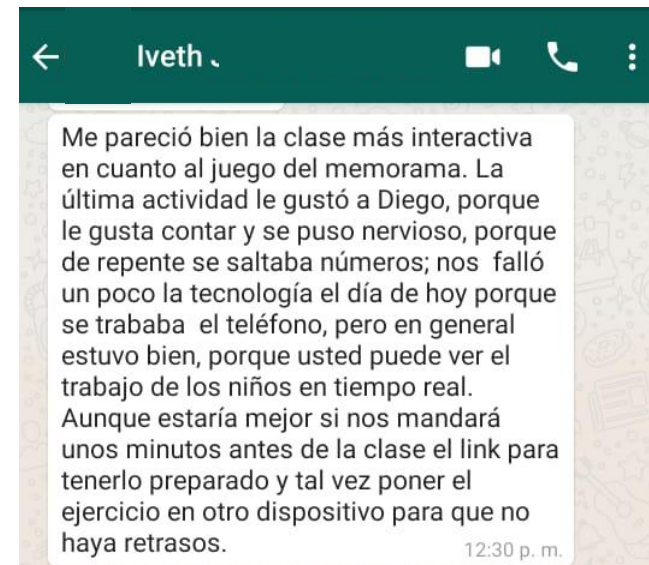 Iveth
Me pareció bien la clase más interactiva
en cuanto al juego del memorama. La
última actividad le gustó a Diego, porque
le gusta contar y se puso nervioso, porque
de repente se saltaba números; nos falló
un poco la tecnología el día de hoy porque
se trababa el teléfono, pero en general
estuvo bien, porque usted puede ver el
trabajo de los niños en tiempo real.
Aunque estaría mejor si nos mandará
unos minutos antes de la clase el link para
tenerlo preparado y tal vez poner el
ejercicio en otro dispositivo para que no
haya retrasos.
12:30 p. m.